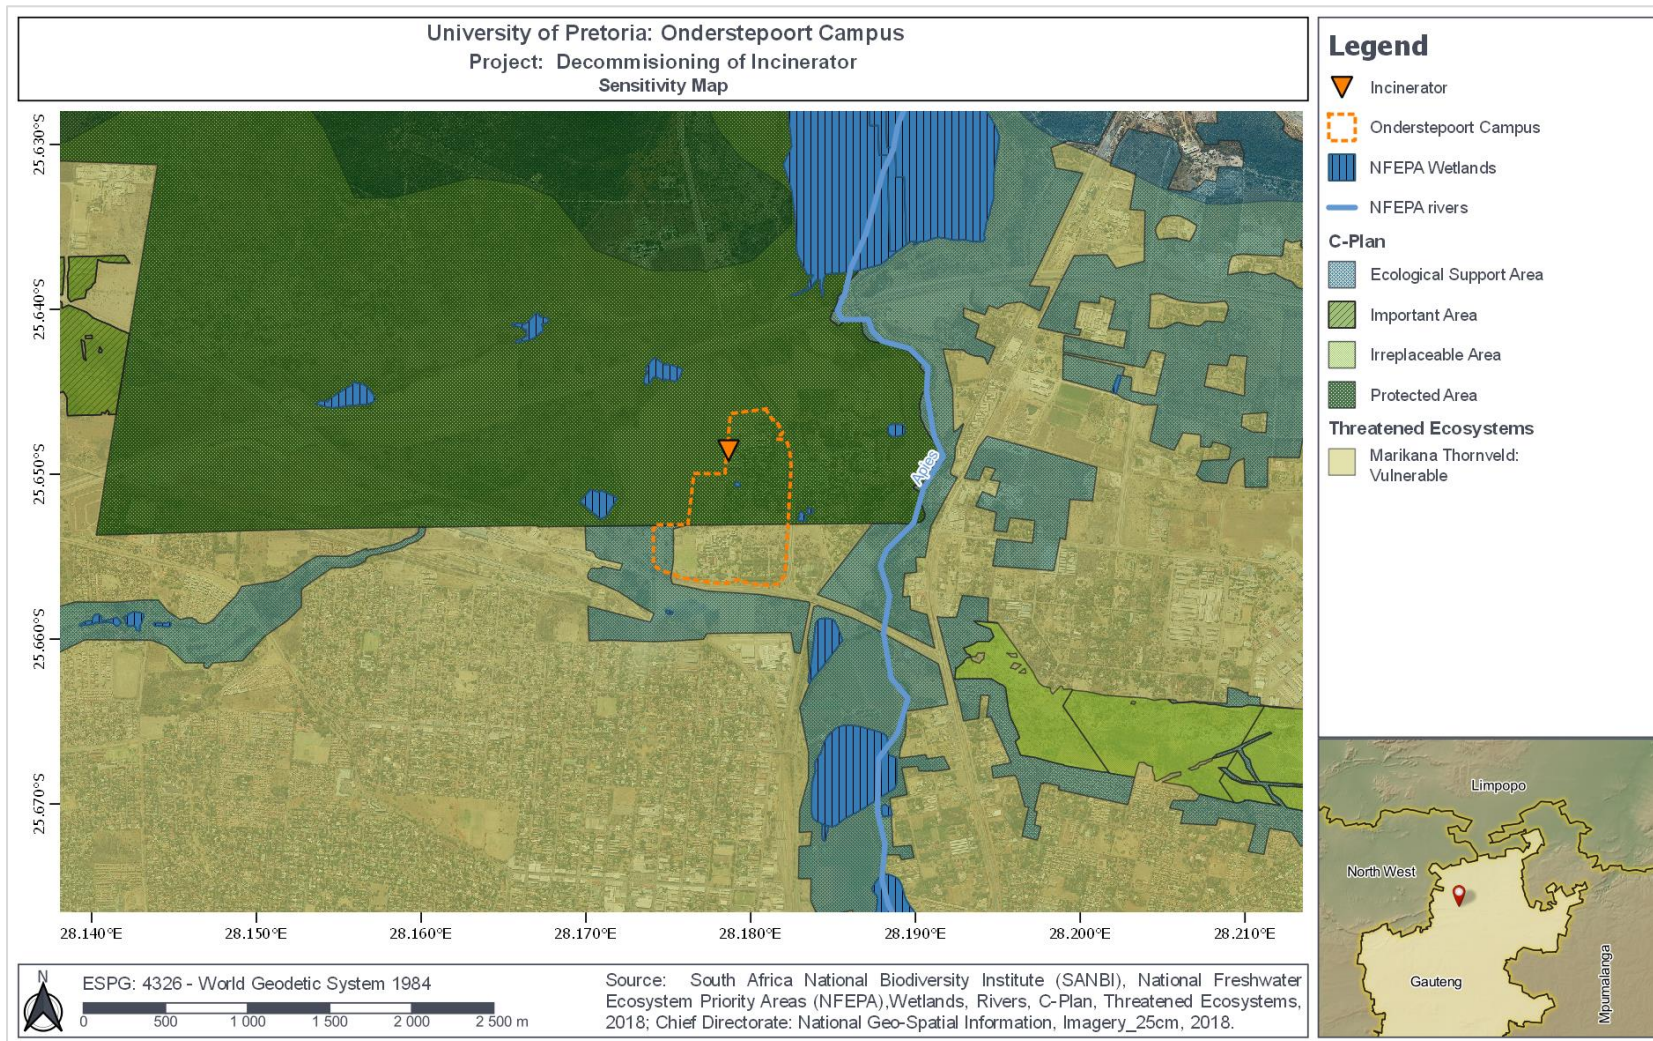 University of Pretoria: Onderstepoort Campus
Project: Decommisioning of Incinerator
Sensitivity Map
Legend
Incinerator
Onderstepoort Campus
NFEPA Wetlands
NFEPA rivers
C-Plan
Ecological Support Area
Important Area
Irreplaceable Area
Protected Area
Threatened Ecosystems
Marikana Thornveld:
Vulnerable
25.630°S
25.640°S
25.650°S
25.660°S
25.670°S
Apies
28.140°E
28.150°E
28.160°E
28.170°E
28.180°E
28.190°E
28.200°E
28.210°E
Limpopo
North West
Gauteng
Mpumalanga
N
ESPG: 4326 - World Geodetic System 1984
0 500 1 000 1 500 2 000 2 500 m
Source: South Africa National Biodiversity Institute (SANBI), National Freshwater
Ecosystem Priority Areas (NFEPA),Wetlands, Rivers, C-Plan, Threatened Ecosystems,
2018; Chief Directorate: National Geo-Spatial Information, Imagery_25cm, 2018.